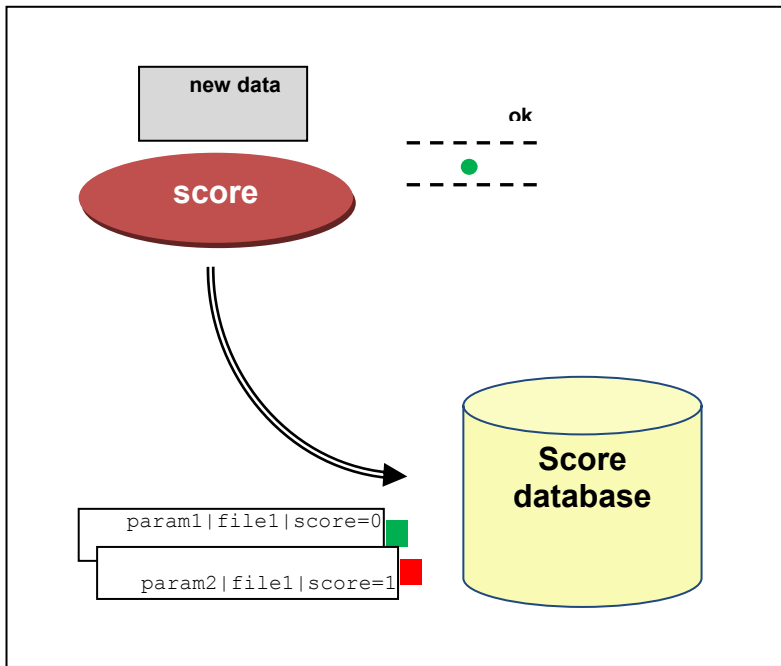 new data
ok
score
Score
database
param1|file1|score=0
param2|file1|score=1